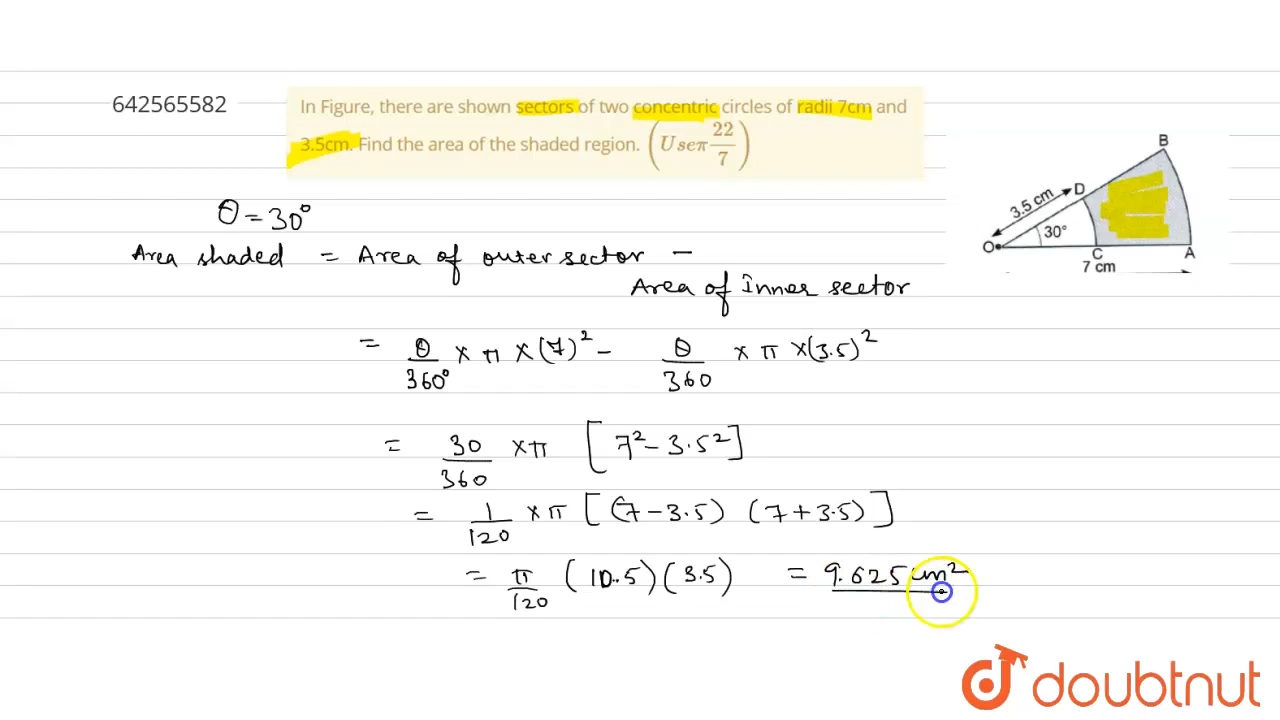 642565582
In Figure, there are shown sectors of two concentric circles of radii 7cm and
3.5cm. Find the area of the shaded region. (Useπ 22/7)
B
D
3.5 cm
30°
O
C
A
7 cm
θ = 30°
Area shaded = Area of outer sector −
Area of Inner sector
= θ/360° × π × (7)² − θ/360 × π × (3.5)²
= 30/360 × π [7² − 3.5²]
= 1/120 × π [(7 − 3.5) (7 + 3.5)]
= π/120 (10.5)(3.5) = 9.625 cm²
doubtnut